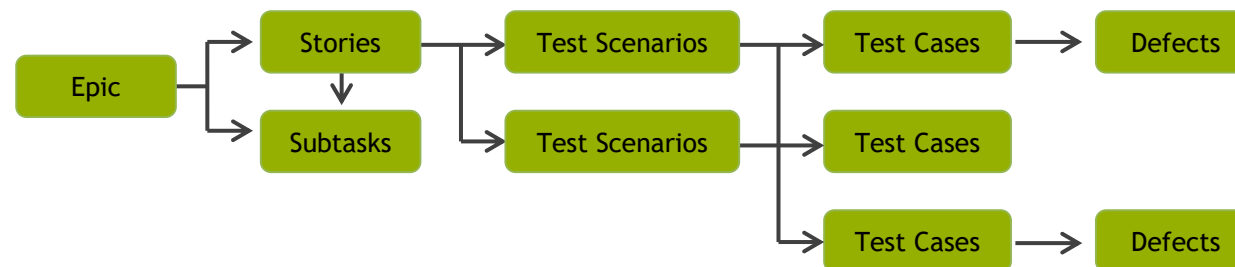 Stories
Test Scenarios
Test Cases
Defects
Epic
Subtasks
Test Scenarios
Test Cases
Test Cases
Defects